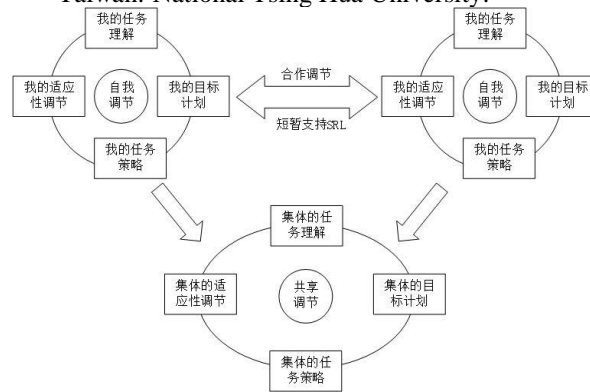 Taiwan: National Tsing Hua University.
我的任务
理解
我的适应
性调节
自我
调节
我的目标
计划
我的任务
策略
合作调节
短暂支持SRL
我的任务
理解
我的适应
性调节
自我
调节
我的目标
计划
我的任务
策略
集体的任
务理解
集体的适
应性调节
共享
调节
集体的目
标计划
集体的任
务策略